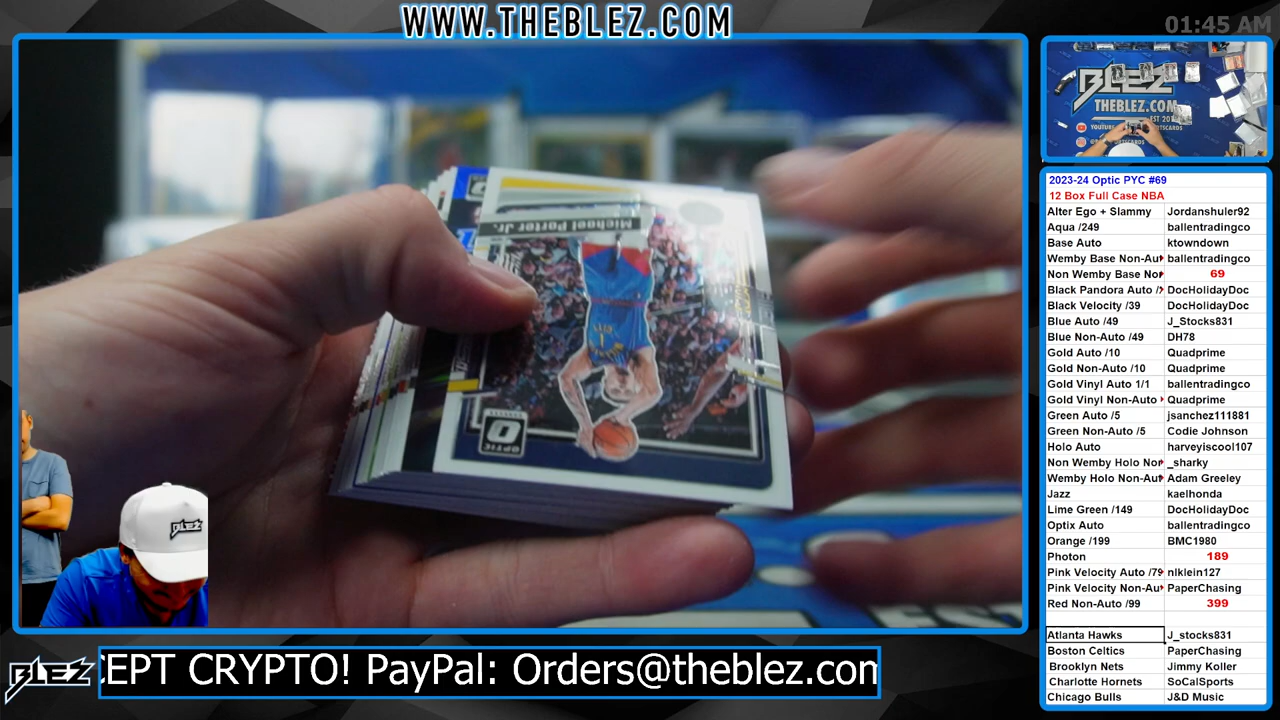 WWW.THEBLEZ.COM
01:45 AM
BLEZ
THEBLEZ.COM
Michael Porter Jr.
OPTIC
2023-24 Optic PYC #69
12 Box Full Case NBA
Alter Ego + Slammy Jordanshuler92
Aqua /249 ballentradingco
Base Auto ktowndown
Wemby Base Non-Au ballentradingco
Non Wemby Base Nor 69
Black Pandora Auto / DocHolidayDoc
Black Velocity /39 DocHolidayDoc
Blue Auto /49 J_Stocks831
Blue Non-Auto /49 DH78
Gold Auto /10 Quadprime
Gold Non-Auto /10 Quadprime
Gold Vinyl Auto 1/1 ballentradingco
Gold Vinyl Non-Auto Quadprime
Green Auto /5 jsanchez111881
Green Non-Auto /5 Codie Johnson
Holo Auto harveyiscool107
Non Wemby Holo Nor _sharky
Wemby Holo Non-Aut Adam Greeley
Jazz kaelhonda
Lime Green /149 DocHolidayDoc
Optix Auto ballentradingco
Orange /199 BMC1980
Photon 189
Pink Velocity Auto /79 nlklein127
Pink Velocity Non-Au PaperChasing
Red Non-Auto /99 399
Atlanta Hawks J_stocks831
Boston Celtics PaperChasing
Brooklyn Nets Jimmy Koller
Charlotte Hornets SoCalSports
Chicago Bulls J&D Music
BLEZ
BLEZ
CEPT CRYPTO! PayPal: Orders@theblez.com